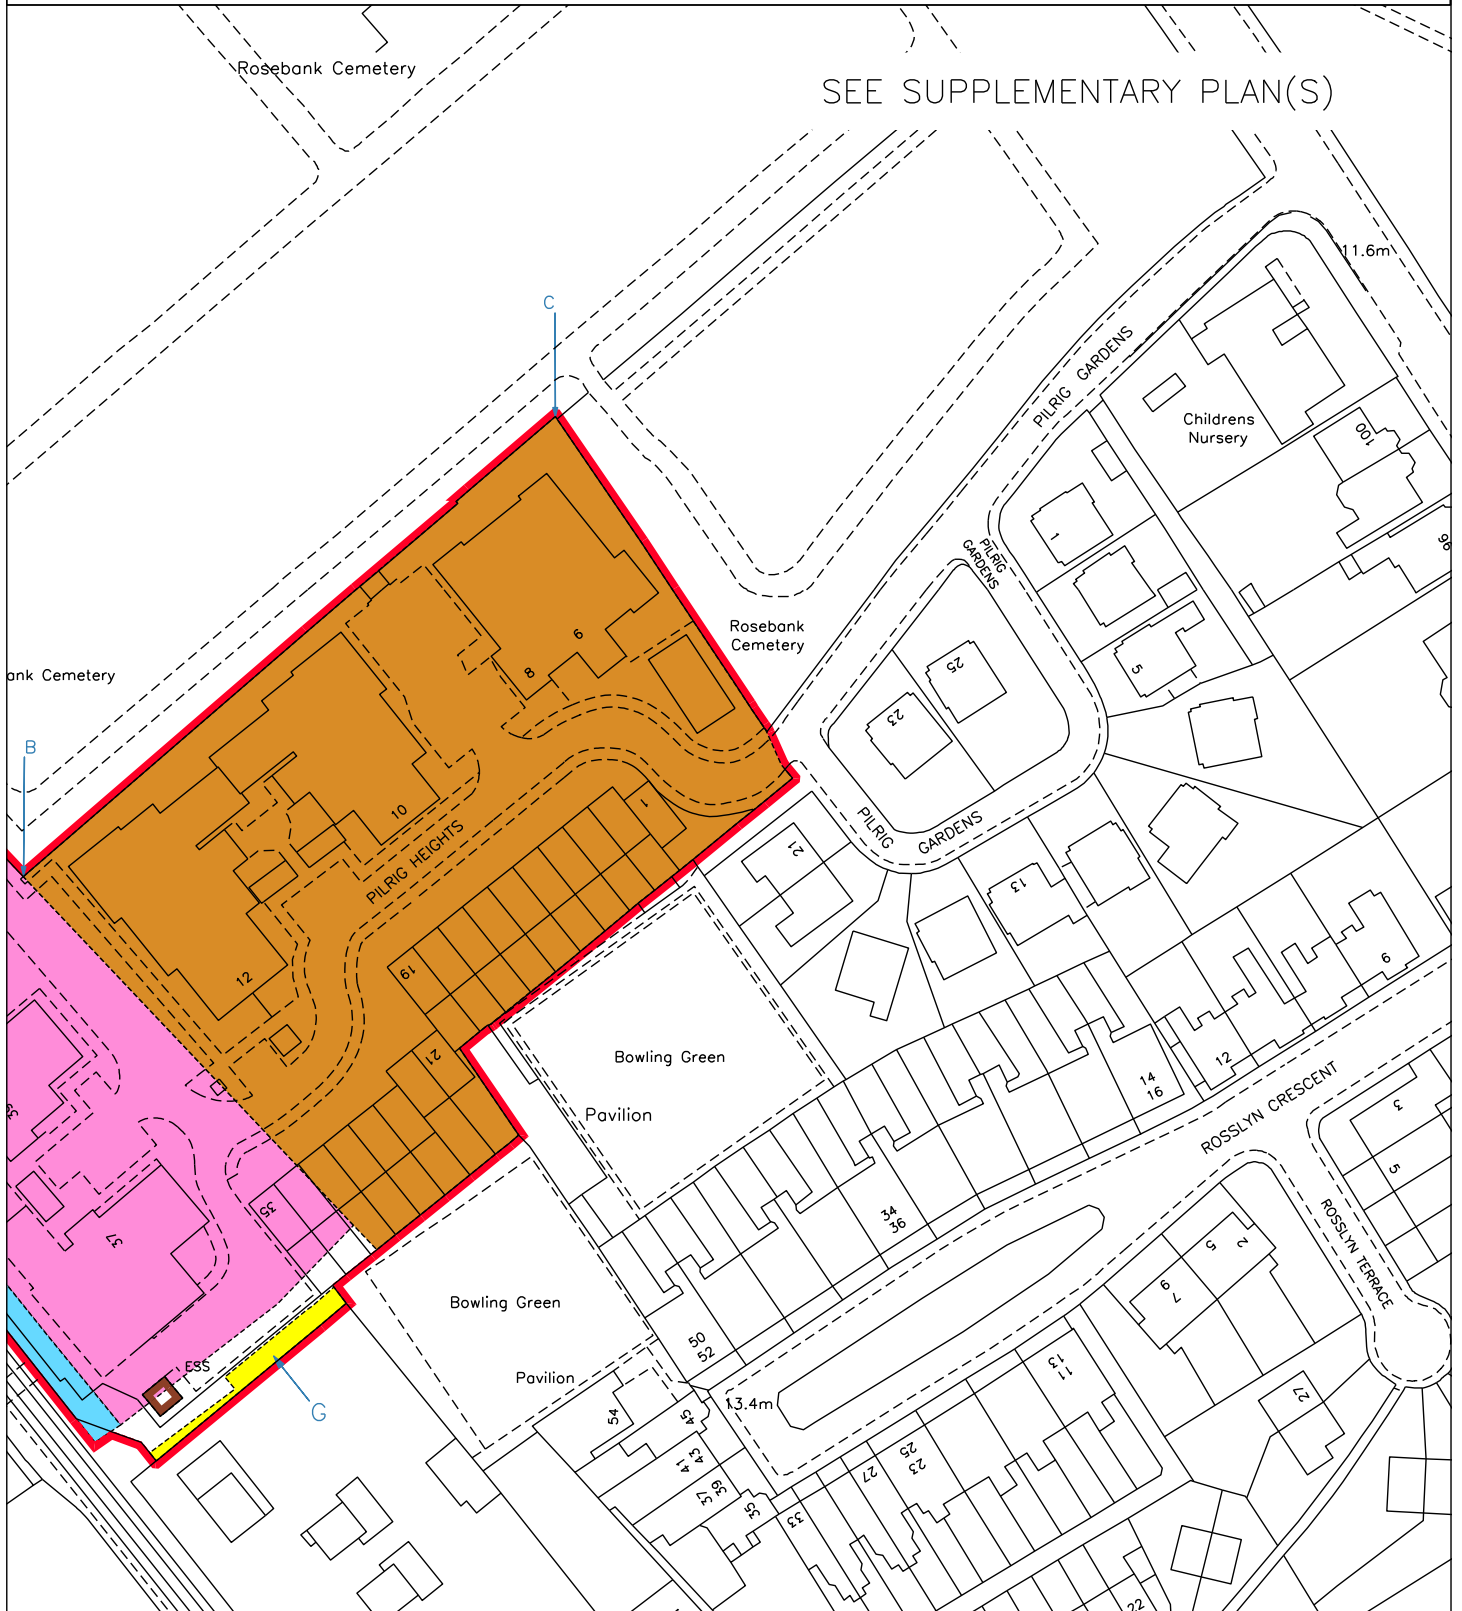 Rosebank Cemetery
SEE SUPPLEMENTARY PLAN(S)
11.6m
C
PILRIG GARDENS
Childrens
Nursery
100
1
96
PILRIG
GARDENS
Rosebank
Cemetery
6
8
5
25
23
ank Cemetery
B
10
1
PILRIG HEIGHTS
PILRIG
GARDENS
21
13
12
19
6
21
Bowling Green
12
14
16
39
Pavilion
ROSSLYN CRESCENT
3
5
35
37
34
36
ROSSLYN TERRACE
2
5
9
7
Bowling Green
50
52
ESS
Pavilion
13
11
27
13.4m
G
54
45
43
41
25
23
27
39
37
35
33
22